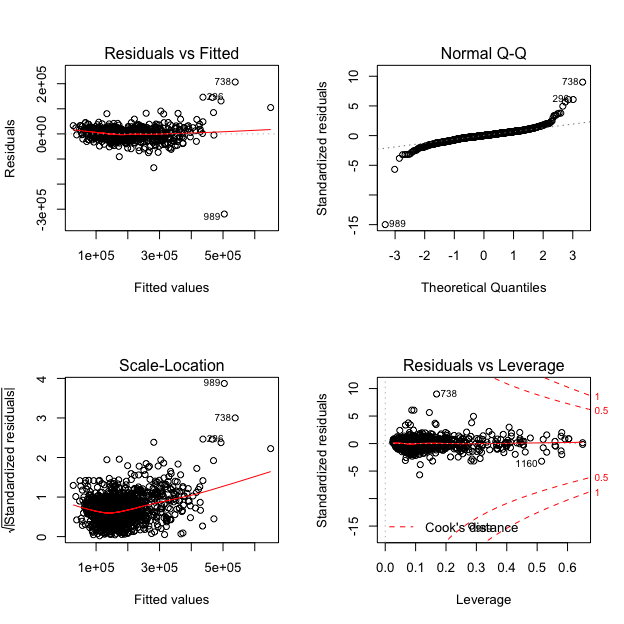 Residuals vs Fitted
Residuals
-3e+05
0e+00
2e+05
738
296
989
1e+05
3e+05
5e+05
Fitted values
Normal Q-Q
Standardized residuals
-15
-5
0
5
10
738
296
989
-3
-2
-1
0
1
2
3
Theoretical Quantiles
Scale-Location
√|Standardized residuals|
0
1
2
3
4
989
738
296
1e+05
3e+05
5e+05
Fitted values
Residuals vs Leverage
Standardized residuals
-15
-5
0
5
10
738
1160
1
0.5
0.5
1
Cook's distance
0.0
0.1
0.2
0.3
0.4
0.5
0.6
Leverage